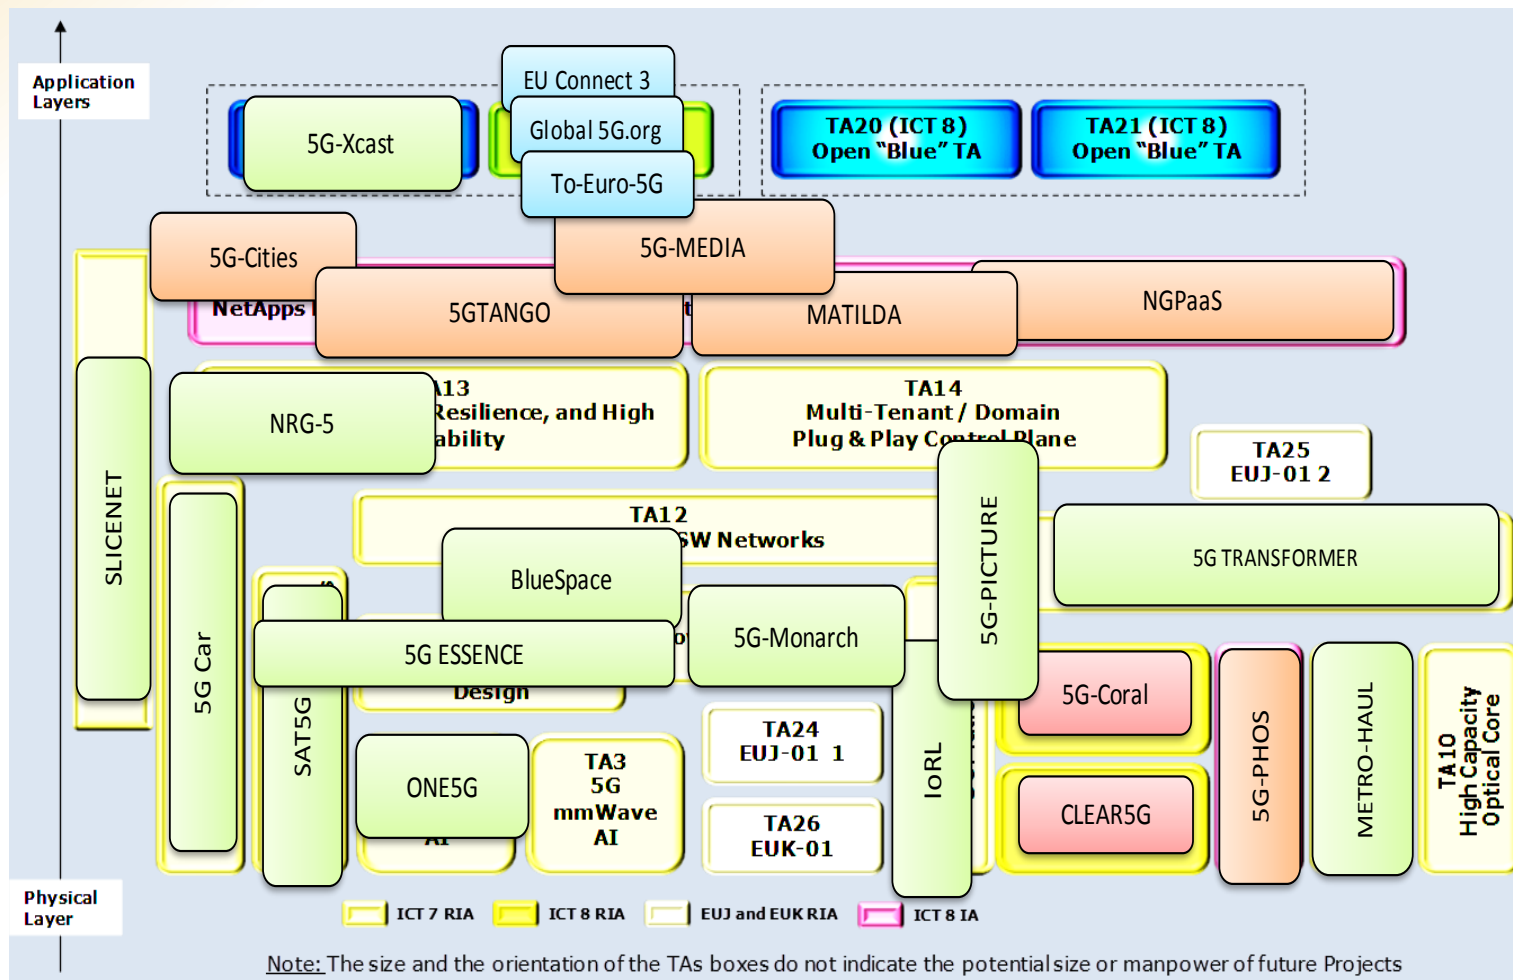 Application
Layers
EU Connect 3
Global 5G.org
To-Euro-5G
5G-Xcast
TA20 (ICT 8)
Open “Blue” TA
TA21 (ICT 8)
Open “Blue” TA
5G-Cities
5G-MEDIA
NetApps
5GTANGO
MATILDA
NGPaaS
SLICENET
NRG-5
A13
Resilience, and High
ability
TA14
Multi-Tenant / Domain
Plug & Play Control Plane
TA25
EUJ-01 2
5G Car
TA12
SW Networks
BlueSpace
5G-PICTURE
5G TRANSFORMER
SAT5G
5G ESSENCE
Design
5G-Monarch
IoRL
5G-Coral
5G-PHOS
METRO-HAUL
TA10
High Capacity
Optical Core
ONE5G
AI
TA3
5G
mmWave
AI
TA24
EUJ-01 1
TA26
EUK-01
CLEAR5G
Physical
Layer
ICT 7 RIA
ICT 8 RIA
EUJ and EUK RIA
ICT 8 IA
Note: The size and the orientation of the TAs boxes do not indicate the potential size or manpower of future Projects